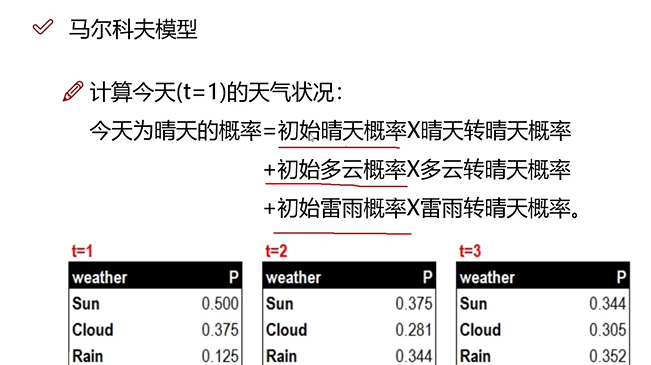 马尔科夫模型
计算今天(t=1)的天气状况：
今天为晴天的概率=初始晴天概率X晴天转晴天概率
+初始多云概率X多云转晴天概率
+初始雷雨概率X雷雨转晴天概率。
t=1 t=2 t=3
weather P weather P weather P
Sun 0.500 Sun 0.375 Sun 0.344
Cloud 0.375 Cloud 0.281 Cloud 0.305
Rain 0.125 Rain 0.344 Rain 0.352